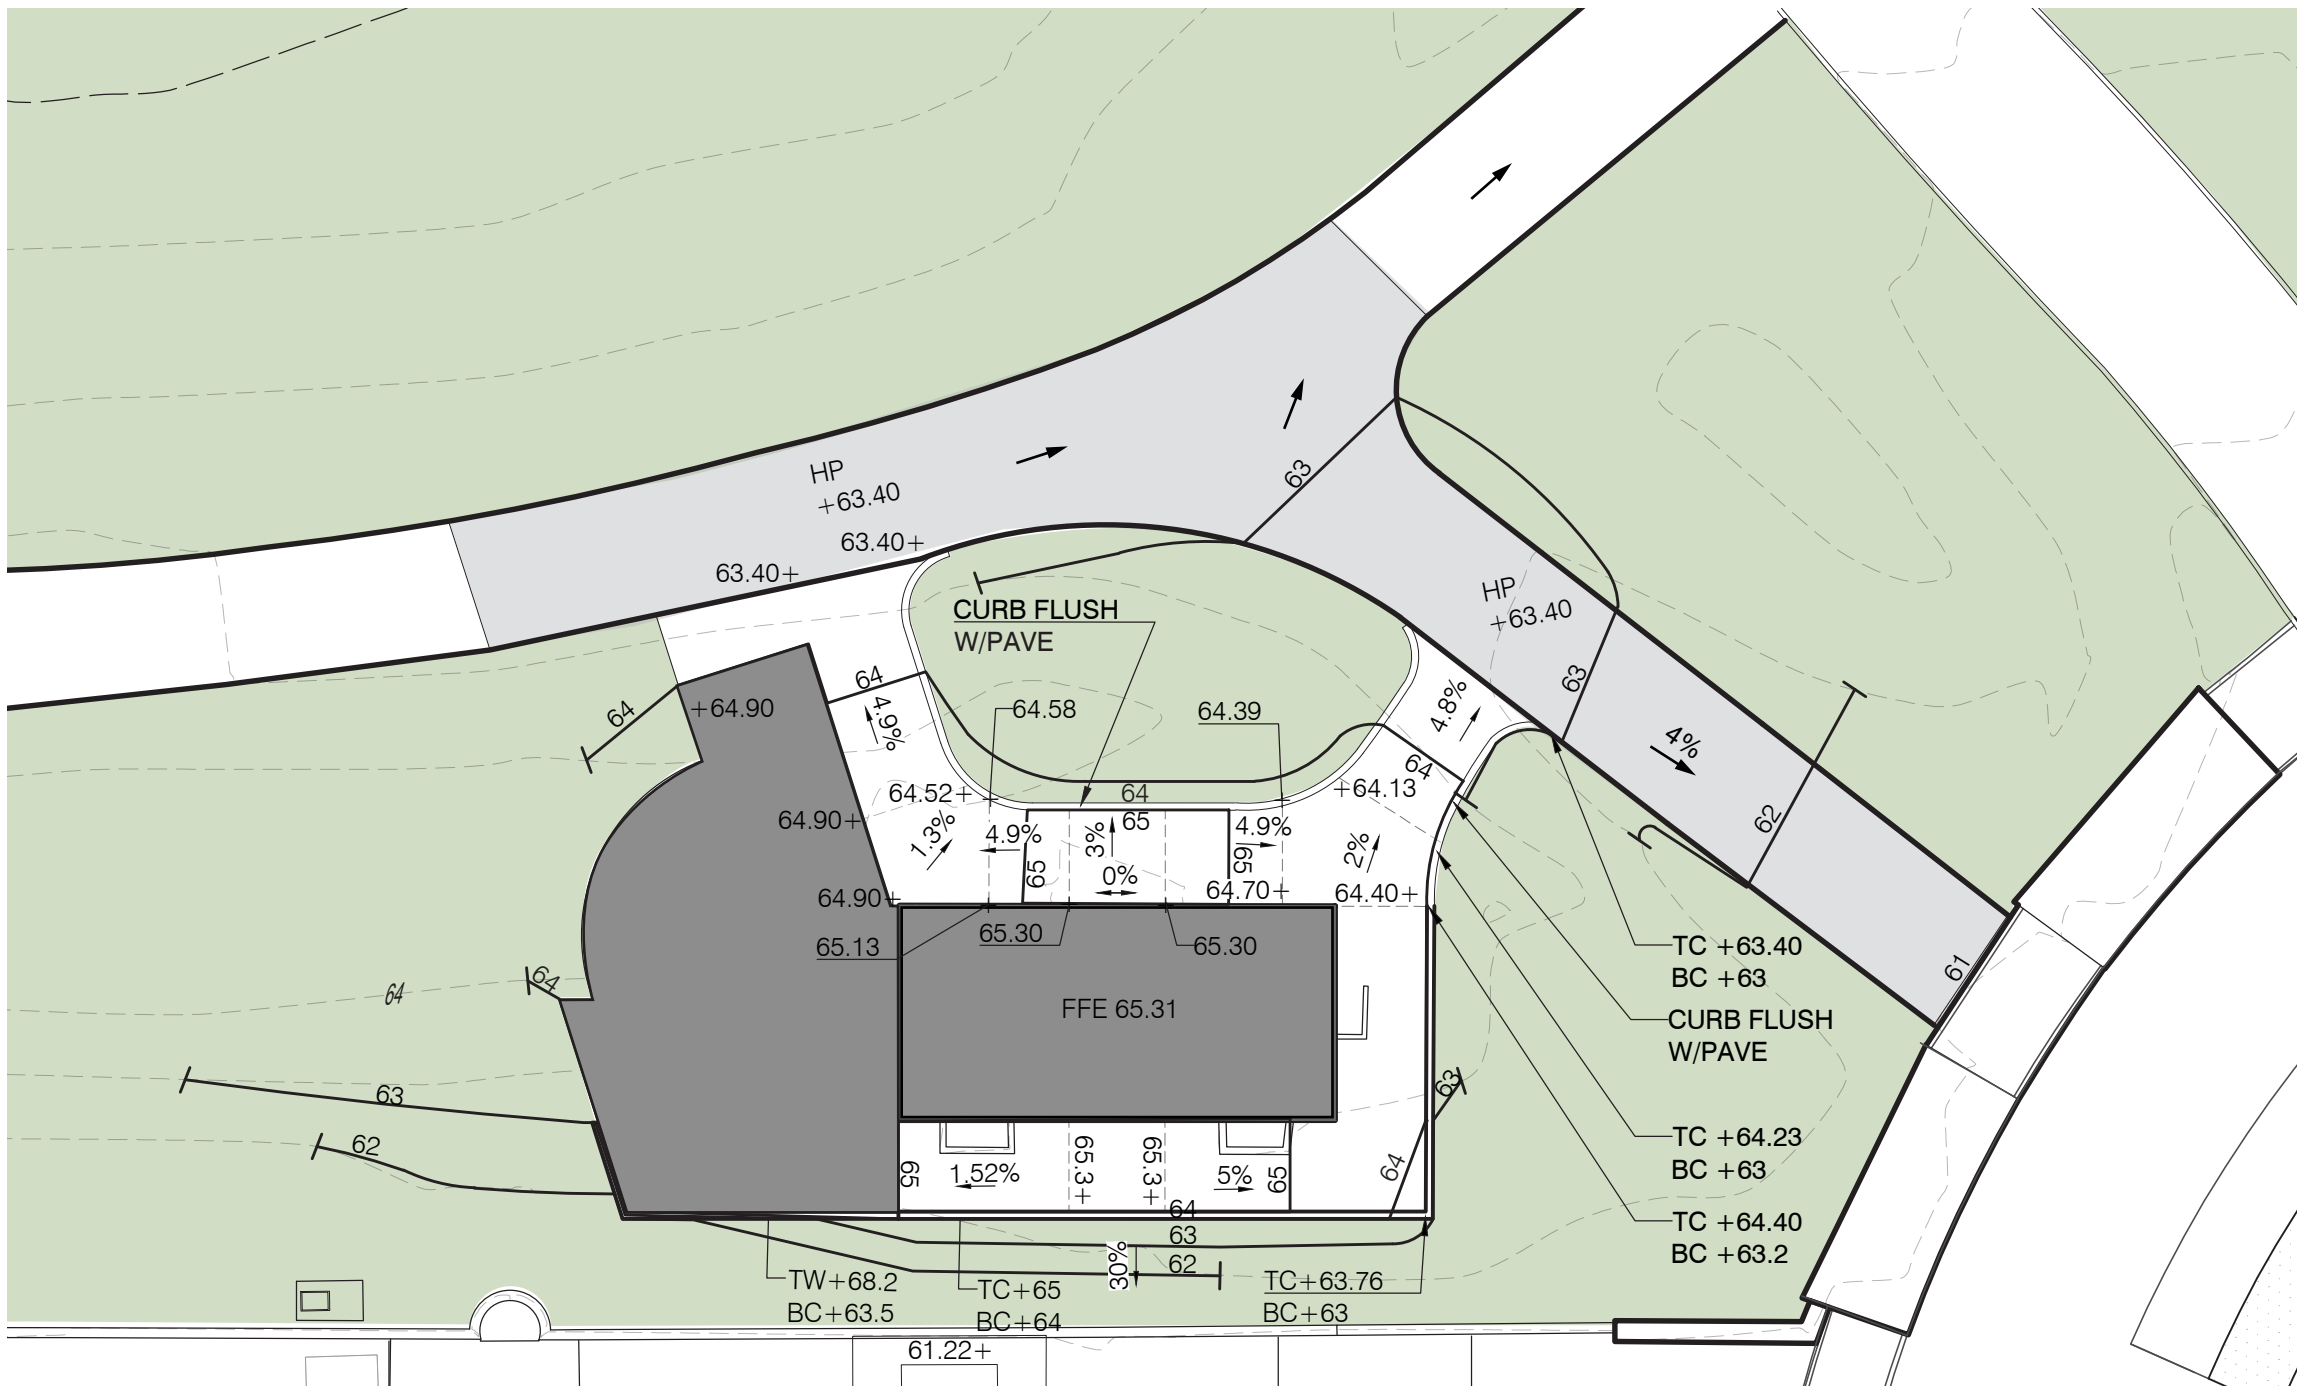 HP
+63.40
63.40+
63.40+
63
CURB FLUSH
W/PAVE
HP
+63.40
63
64
64
+64.90
4.9%
64.58
64.39
4.8%
4%
64
64.52+
64
+64.13
62
64.90+
1.3%
4.9%
3%
65
4.9%
2%
65
0%
65
64.90+
64.70+
64.40+
65.13
65.30
65.30
TC +63.40
BC +63
61
64
64
FFE 65.31
CURB FLUSH
W/PAVE
63
63
62
TC +64.23
BC +63
65
1.52%
65.3+
65.3+
5%
65
64
64
TC +64.40
BC +63.2
63
30%
62
TW+68.2
BC+63.5
TC+65
BC+64
TC+63.76
BC+63
61.22+